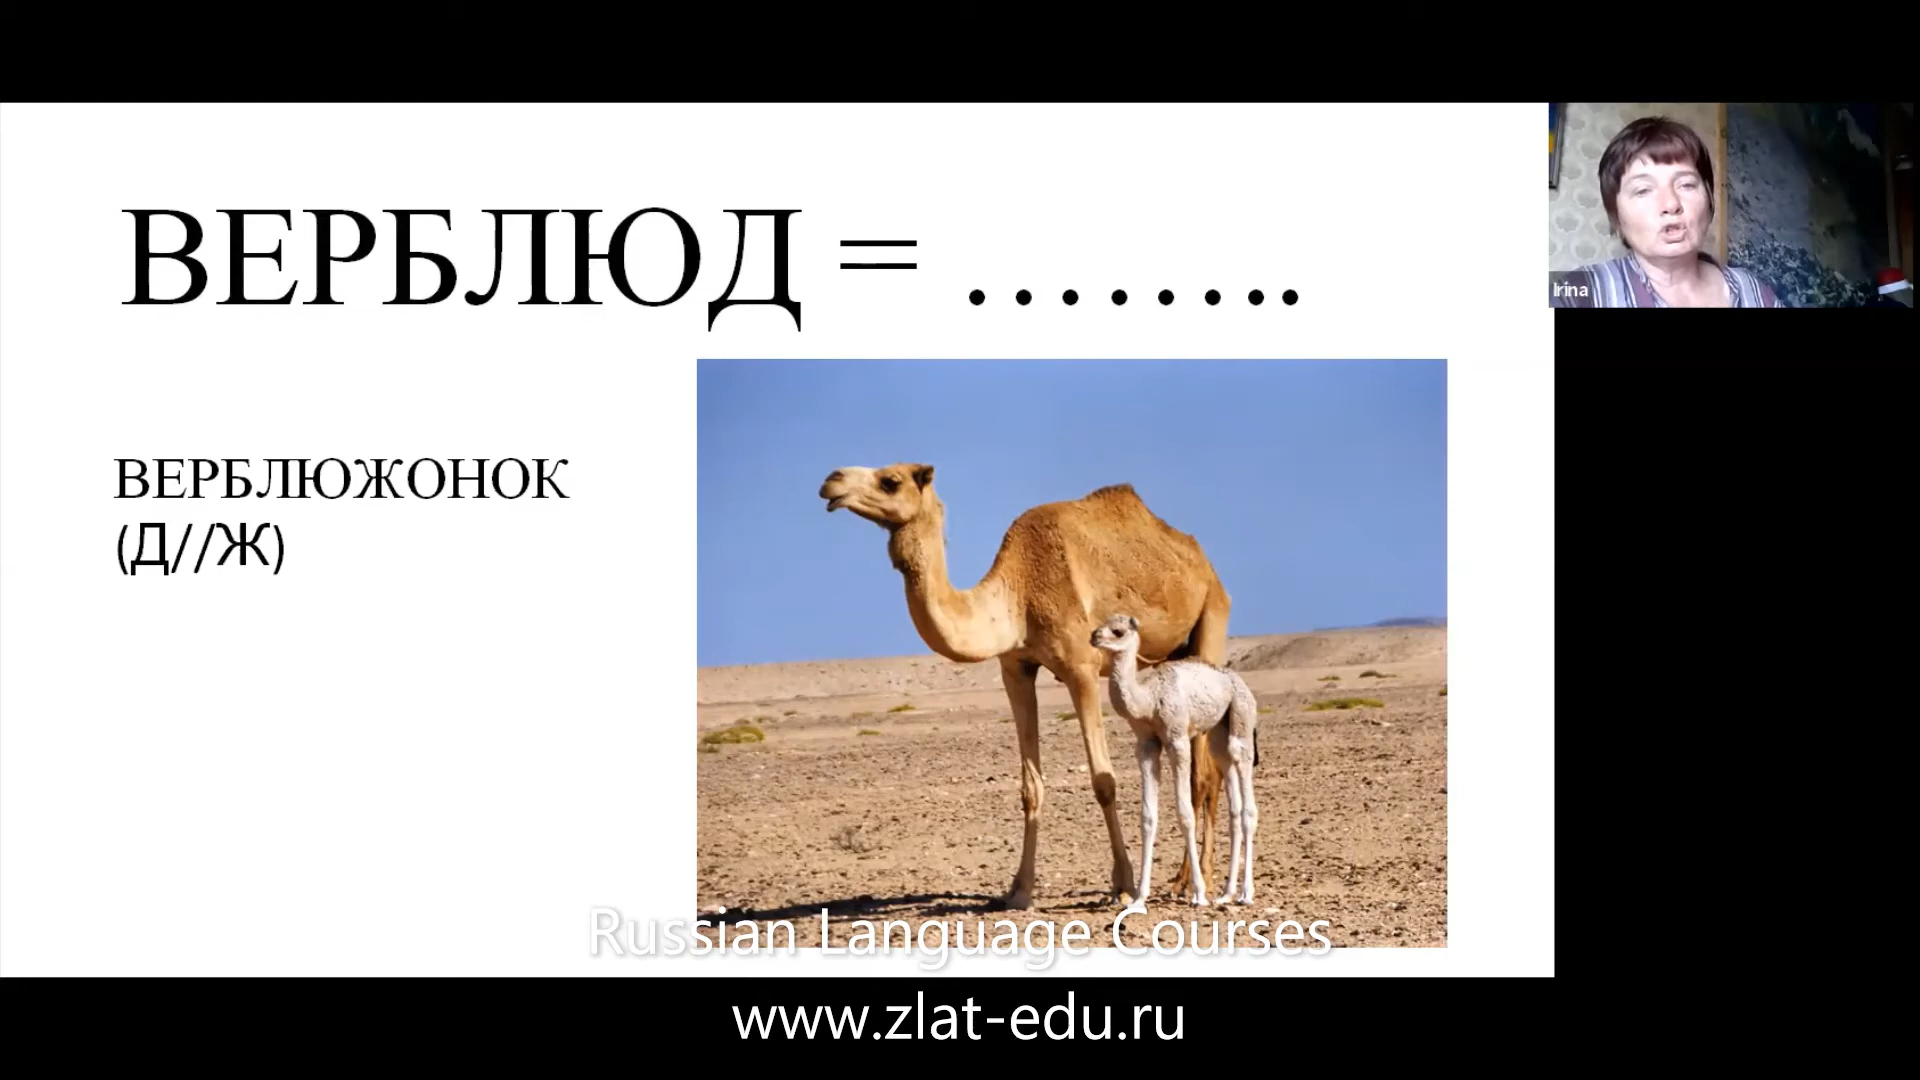 ВЕРБЛЮД = ........
Irina
ВЕРБЛЮЖОНОК
(Д//Ж)
Russian Language Courses
www.zlat-edu.ru